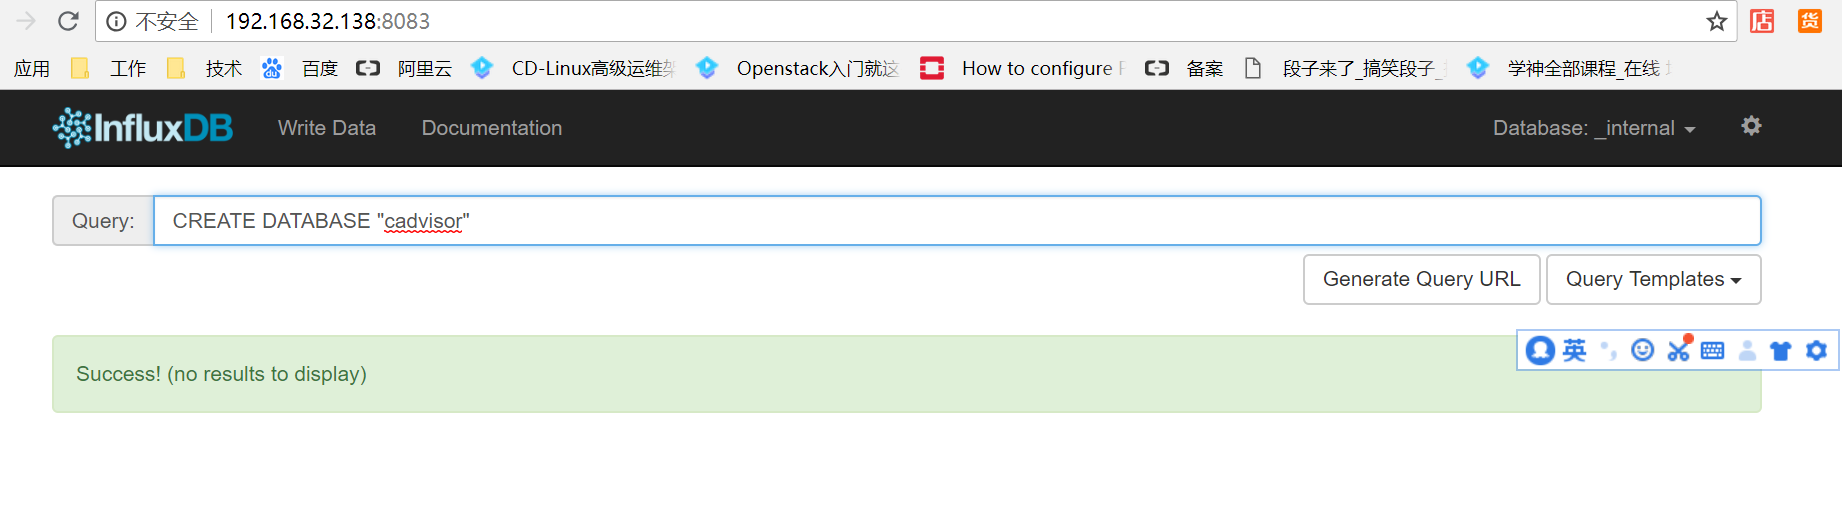 不安全 192.168.32.138:8083 店 货
应用 工作 技术 百度 阿里云 CD-Linux高级运维架 Openstack入门就这 How to configure 备案 段子来了_搞笑段子_ 学神全部课程_在线
InfluxDB Write Data Documentation Database: _internal
Query: CREATE DATABASE "cadvisor"
Generate Query URL Query Templates
英
Success! (no results to display)